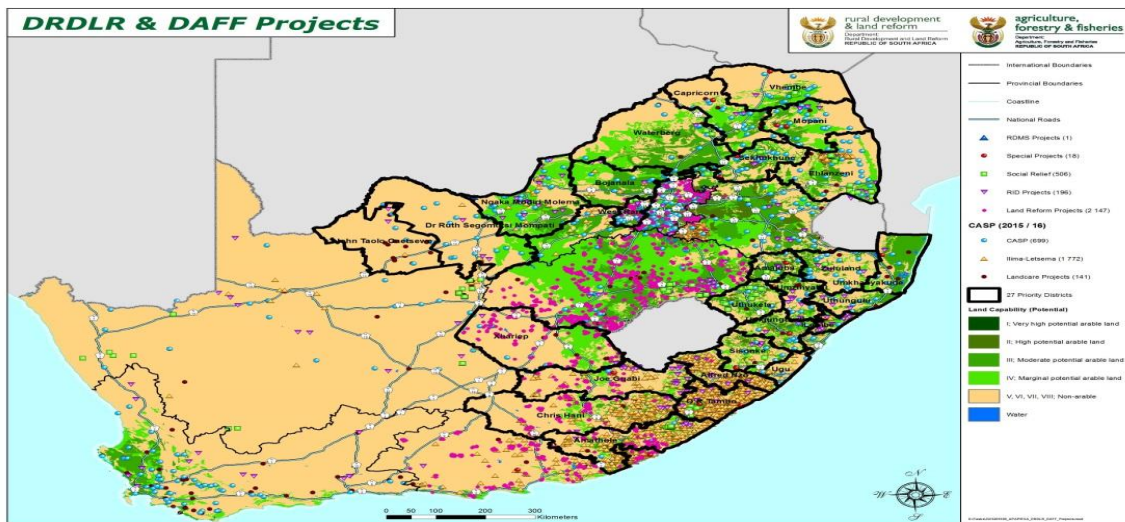 DRDLR & DAFF Projects
rural development
& land reform
Department:
Rural Development and Land Reform
REPUBLIC OF SOUTH AFRICA
agriculture,
forestry & fisheries
Department:
Agriculture, Forestry and Fisheries
REPUBLIC OF SOUTH AFRICA
International Boundaries
Provincial Boundaries
Coastline
National Roads
RDMS Projects (1)
Special Projects (18)
Social Relief (506)
RID Projects (196)
Land Reform Projects (2 147)
CASP (2015 / 16)
CASP (699)
Ilima-Letsema (1 772)
Landcare Projects (141)
27 Priority Districts
Land Capability (Potential)
I; Very high potential arable land
II; High potential arable land
III; Moderate potential arable land
IV; Marginal potential arable land
V, VI, VII, VIII; Non-arable
Water
Vhembe
Capricorn
Mopani
Waterberg
Sekhukhune
Ehlanzeni
Bojanala
Ngaka Modiri Molema
Dr Ruth Segomotsi Mompati
John Taolo Gaetsewe
Amajuba
Zululand
Umkhanyakude
Uthukela
Uthungulu
Xhariep
Sisonke
Ugu
Joe Gqabi
Alfred Nzo
O.R.Tambo
Chris Hani
Amathole
N
W
E
S
0 50 100 200 300
Kilometers